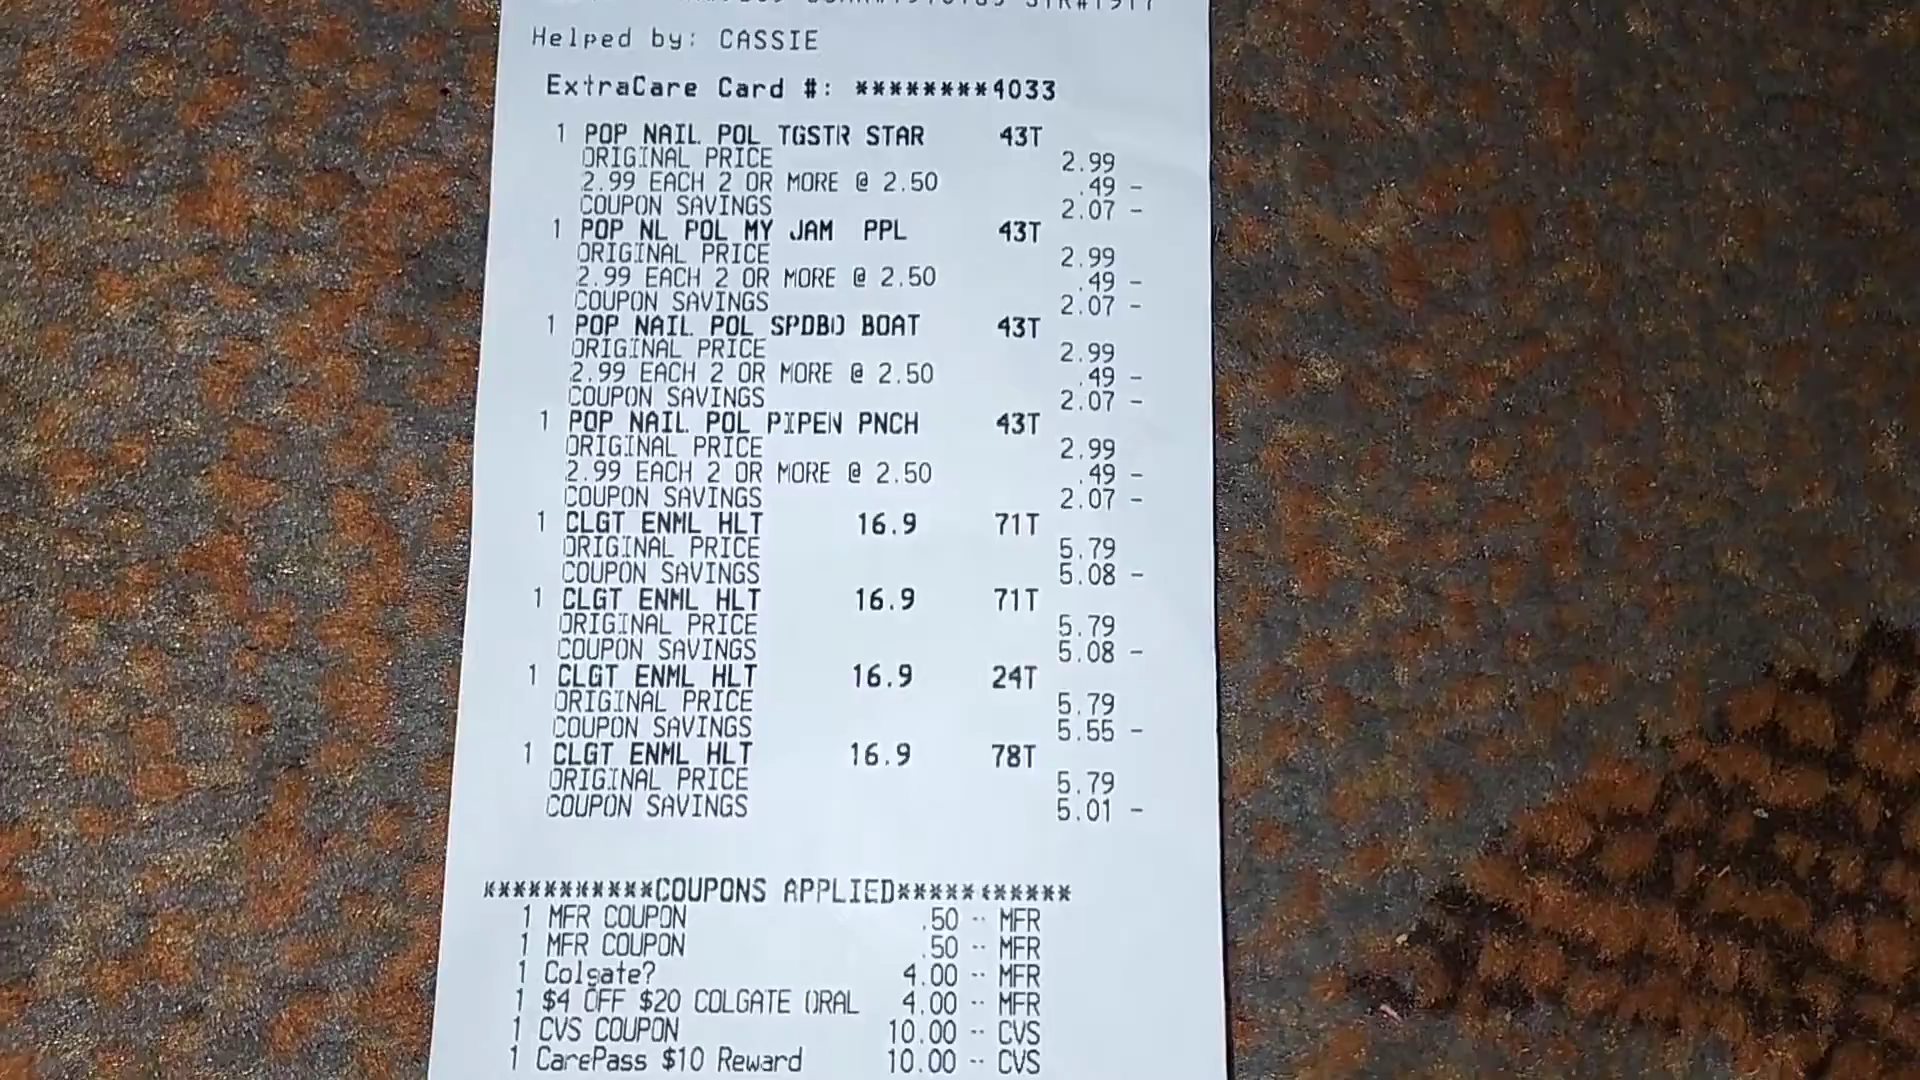 Helped by: CASSIE
ExtraCare Card #: ********4033
1 POP NAIL POL TGSTR STAR 43T
ORIGINAL PRICE 2.99
2.99 EACH 2 OR MORE @ 2.50 .49 -
COUPON SAVINGS 2.07 -
1 POP NL POL MY JAM PPL 43T
ORIGINAL PRICE 2.99
2.99 EACH 2 OR MORE @ 2.50 .49 -
COUPON SAVINGS 2.07 -
1 POP NAIL POL SPDBO BOAT 43T
ORIGINAL PRICE 2.99
2.99 EACH 2 OR MORE @ 2.50 .49 -
COUPON SAVINGS 2.07 -
1 POP NAIL POL PIPEN PNCH 43T
ORIGINAL PRICE 2.99
2.99 EACH 2 OR MORE @ 2.50 .49 -
COUPON SAVINGS 2.07 -
1 CLGT ENML HLT 16.9 71T
ORIGINAL PRICE 5.79
COUPON SAVINGS 5.08 -
1 CLGT ENML HLT 16.9 71T
ORIGINAL PRICE 5.79
COUPON SAVINGS 5.08 -
1 CLGT ENML HLT 16.9 24T
ORIGINAL PRICE 5.79
COUPON SAVINGS 5.55 -
1 CLGT ENML HLT 16.9 78T
ORIGINAL PRICE 5.79
COUPON SAVINGS 5.01 -
***********COUPONS APPLIED***********
1 MFR COUPON .50 - MFR
1 MFR COUPON .50 - MFR
1 Colgate? 4.00 - MFR
1 $4 OFF $20 COLGATE ORAL 4.00 - MFR
1 CVS COUPON 10.00 - CVS
1 CarePass $10 Reward 10.00 - CVS